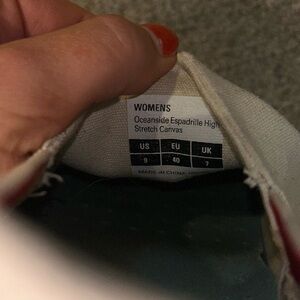 WOMENS
Oceanside Espadrille High
Stretch Canvas
US EU UK
9 40 7
MADE IN CHINA